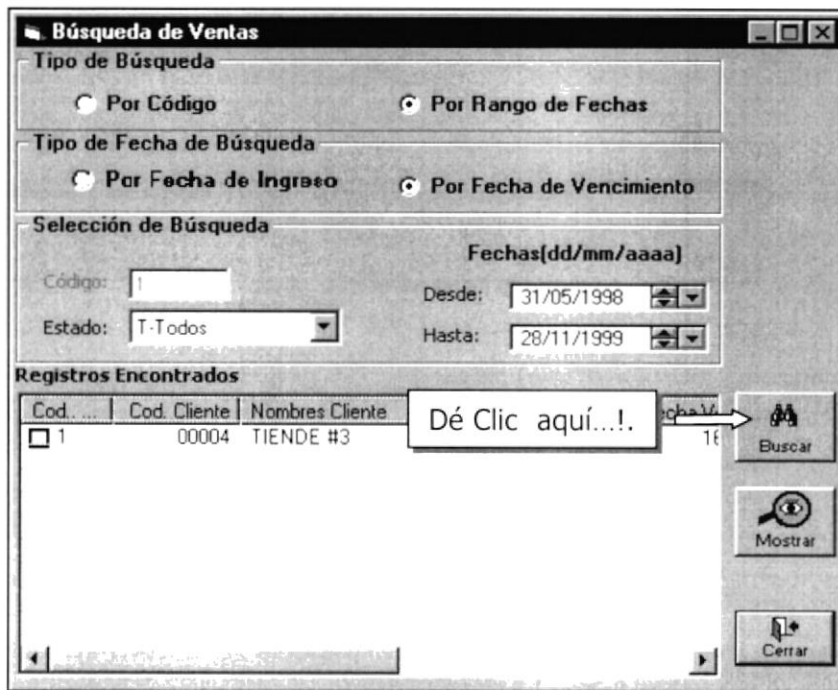 Búsqueda de Ventas
Tipo de Búsqueda
Por Código
Por Rango de Fechas
Tipo de Fecha de Búsqueda
Por Fecha de Ingreso
Por Fecha de Vencimiento
Selección de Búsqueda
Fechas(dd/mm/aaaa)
Código: 1
Desde: 31/05/1998
Estado: T-Todos
Hasta: 28/11/1999
Registros Encontrados
Cod.. ... Cod. Cliente Nombres Cliente
1 00004 TIENDE #3
Dé Clic aquí...!.
Buscar
Mostrar
Cerrar